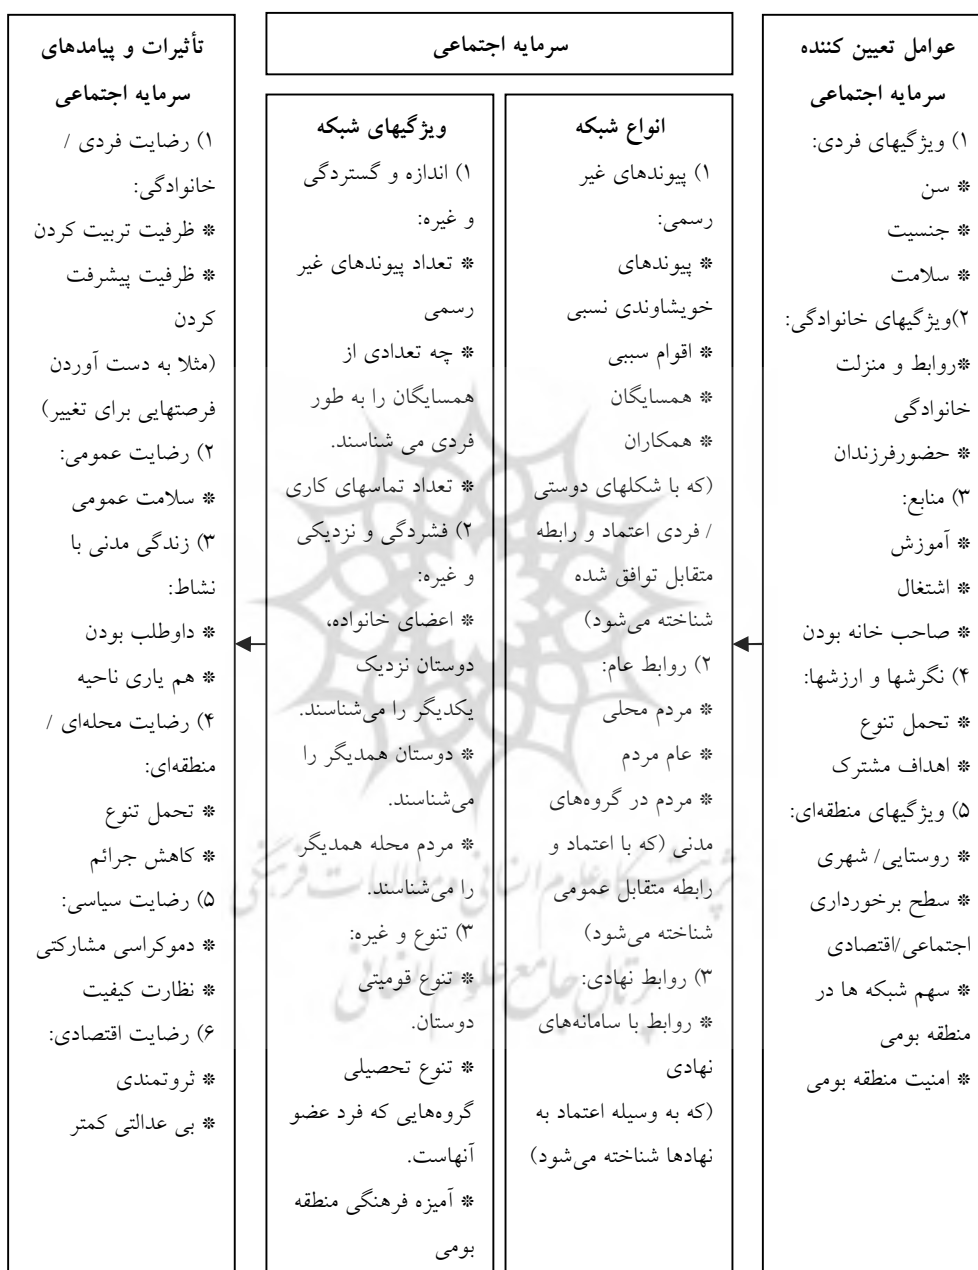 عوامل تعیین کننده
سرمایه اجتماعی
۱) ویژگیهای فردی:
* سن
* جنسیت
* سلامت
۲)ویژگیهای خانوادگی:
*روابط و منزلت
خانوادگی
* حضورفرزندان
۳) منابع:
* آموزش
* اشتغال
* صاحب خانه بودن
۴) نگرشها و ارزشها:
* تحمل تنوع
* اهداف مشترک
۵) ویژگیهای منطقه‌ای:
* روستایی/ شهری
* سطح برخورداری
اجتماعی/اقتصادی
* سهم شبکه ها در
منطقه بومی
* امنیت منطقه بومی
سرمایه اجتماعی
انواع شبکه
۱) پیوندهای غیر
رسمی:
* پیوندهای
خویشاوندی نسبی
* اقوام سببی
* همسایگان
* همکاران
(که با شکلهای دوستی
/ فردی اعتماد و رابطه
متقابل توافق شده
شناخته می‌شود)
۲) روابط عام:
* مردم محلی
* عام مردم
* مردم در گروه‌های
مدنی (که با اعتماد و
رابطه متقابل عمومی
شناخته می‌شود)
۳) روابط نهادی:
* روابط با سامانه‌های
نهادی
(که به وسیله اعتماد به
نهادها شناخته می‌شود)
ویژگیهای شبکه
۱) اندازه و گستردگی
و غیره:
* تعداد پیوندهای غیر
رسمی
* چه تعدادی از
همسایگان را به طور
فردی می شناسند.
* تعداد تماسهای کاری
۲) فشردگی و نزدیکی
و غیره:
* اعضای خانواده،
دوستان نزدیک
یکدیگر را می‌شناسند.
* دوستان همدیگر را
می‌شناسند.
* مردم محله همدیگر
را می‌شناسند.
۳) تنوع و غیره:
* تنوع قومیتی
دوستان.
* تنوع تحصیلی
گروه‌هایی که فرد عضو
آنهاست.
* آمیزه فرهنگی منطقه
بومی
تأثیرات و پیامدهای
سرمایه اجتماعی
۱) رضایت فردی /
خانوادگی:
* ظرفیت تربیت کردن
* ظرفیت پیشرفت
کردن
(مثلا به دست آوردن
فرصتهایی برای تغییر)
۲) رضایت عمومی:
* سلامت عمومی
۳) زندگی مدنی با
نشاط:
* داوطلب بودن
* هم یاری ناحیه
۴) رضایت محله‌ای /
منطقه‌ای:
* تحمل تنوع
* کاهش جرائم
۵) رضایت سیاسی:
* دموکراسی مشارکتی
* نظارت کیفیت
۶) رضایت اقتصادی:
* ثروتمندی
* بی عدالتی کمتر
پژوهشگاه علوم انسانی و مطالعات فرهنگی
پرتال جامع علوم انسانی